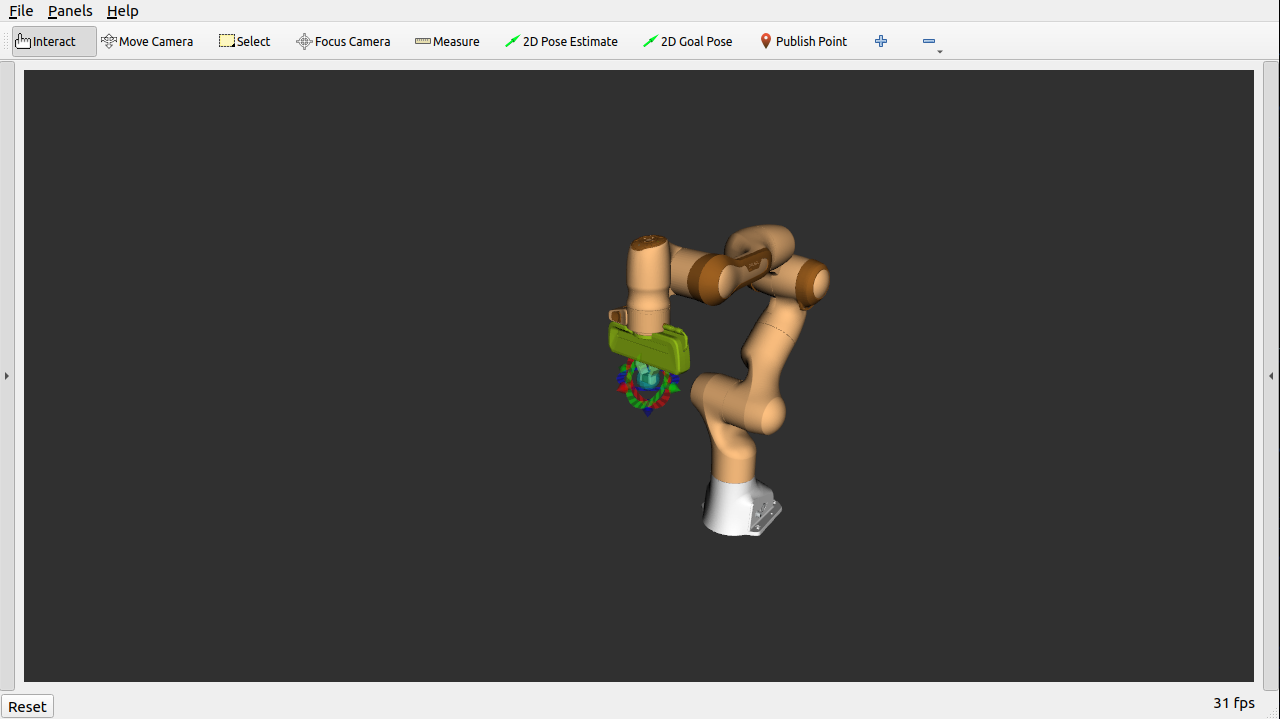 File Panels Help
Interact Move Camera Select Focus Camera Measure 2D Pose Estimate 2D Goal Pose Publish Point
Reset 31 fps